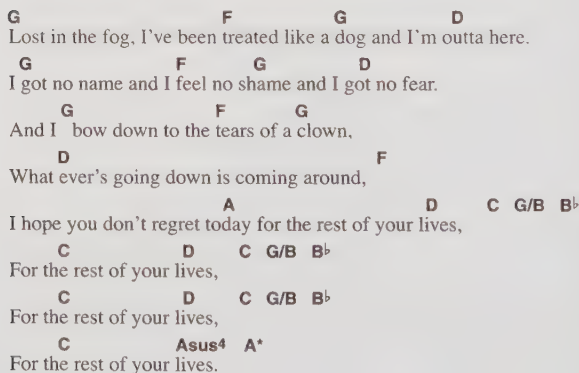 G F G D
Lost in the fog, I've been treated like a dog and I'm outta here.
G F G D
I got no name and I feel no shame and I got no fear.
G F G
And I bow down to the tears of a clown,
D F
What ever's going down is coming around,
A D C G/B B♭
I hope you don't regret today for the rest of your lives,
C D C G/B B♭
For the rest of your lives,
C D C G/B B♭
For the rest of your lives,
C Asus4 A*
For the rest of your lives.